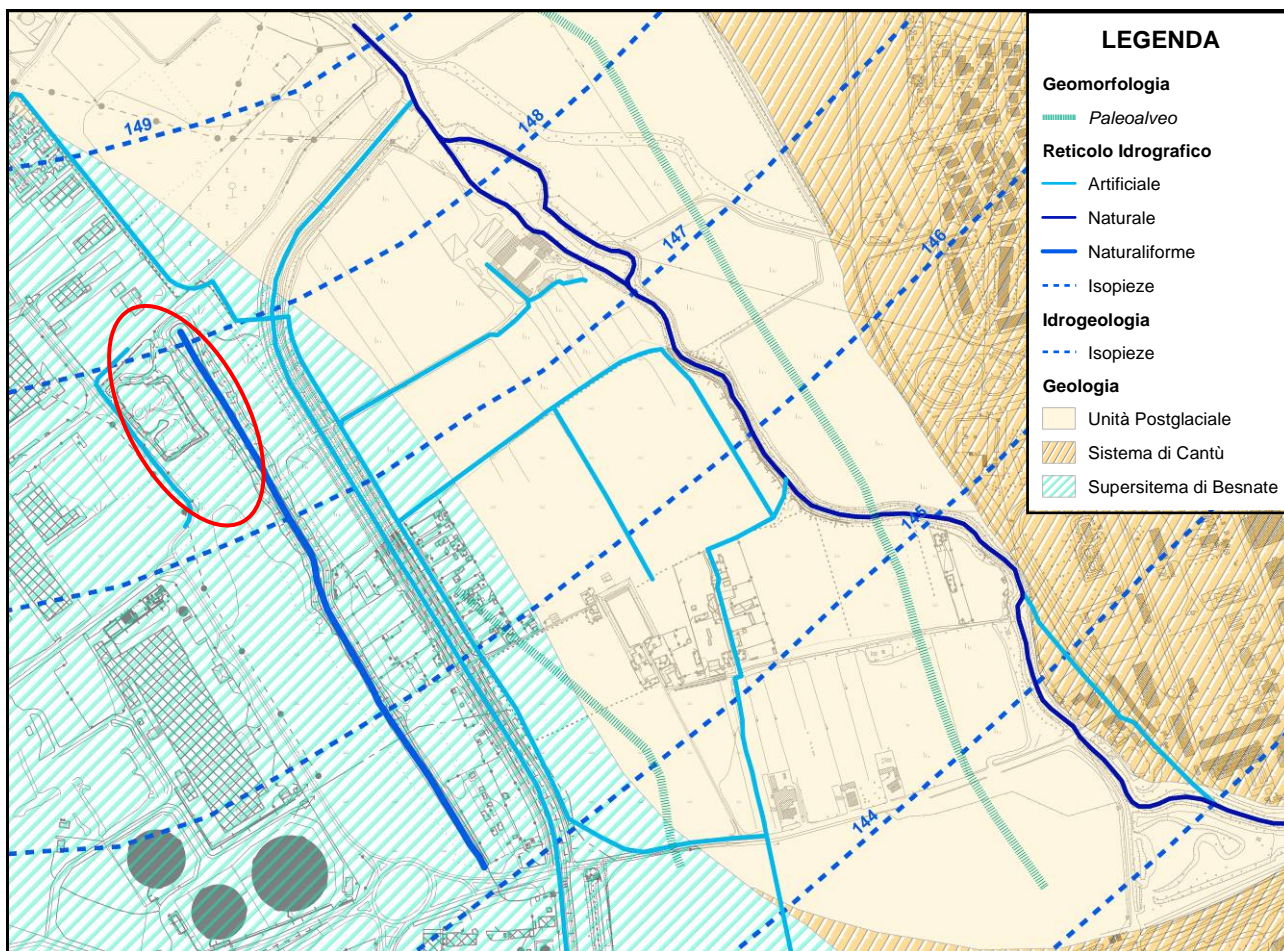 LEGENDA
Geomorfologia
Paleoalveo
Reticolo Idrografico
Artificiale
Naturale
Naturaliforme
Isopieze
Idrogeologia
Isopieze
Geologia
Unità Postglaciale
Sistema di Cantù
Supersitema di Besnate
149
148
147
146
145
144